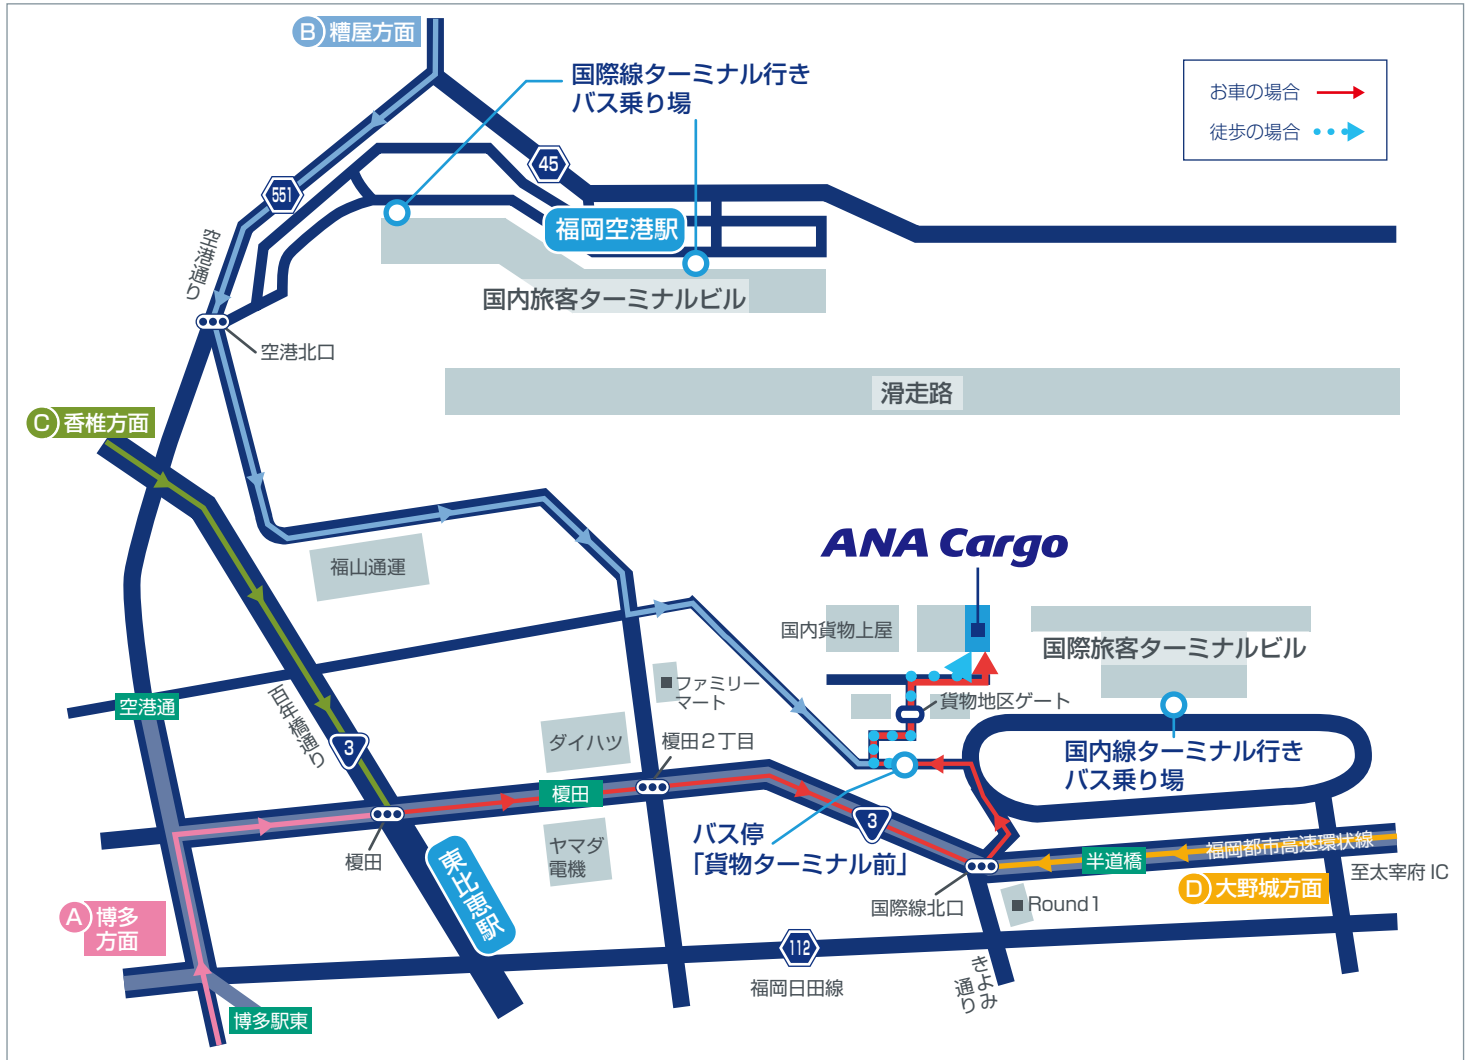 B 糟屋方面
国際線ターミナル行き
バス乗り場
お車の場合
徒歩の場合
45
551
福岡空港駅
空港通り
国内旅客ターミナルビル
空港北口
滑走路
C 香椎方面
ANA Cargo
福山通運
国内貨物上屋
国際旅客ターミナルビル
ファミリー
マート
貨物地区ゲート
空港通
百年橋通り
3
ダイハツ
榎田2丁目
国内線ターミナル行き
バス乗り場
榎田
3
バス停
「貨物ターミナル前」
福岡都市高速環状線
榎田
ヤマダ
電機
半道橋
至太宰府 IC
東比恵駅
D 大野城方面
国際線北口
Round1
A 博多
方面
112
福岡日田線
きよみ
通り
博多駅東